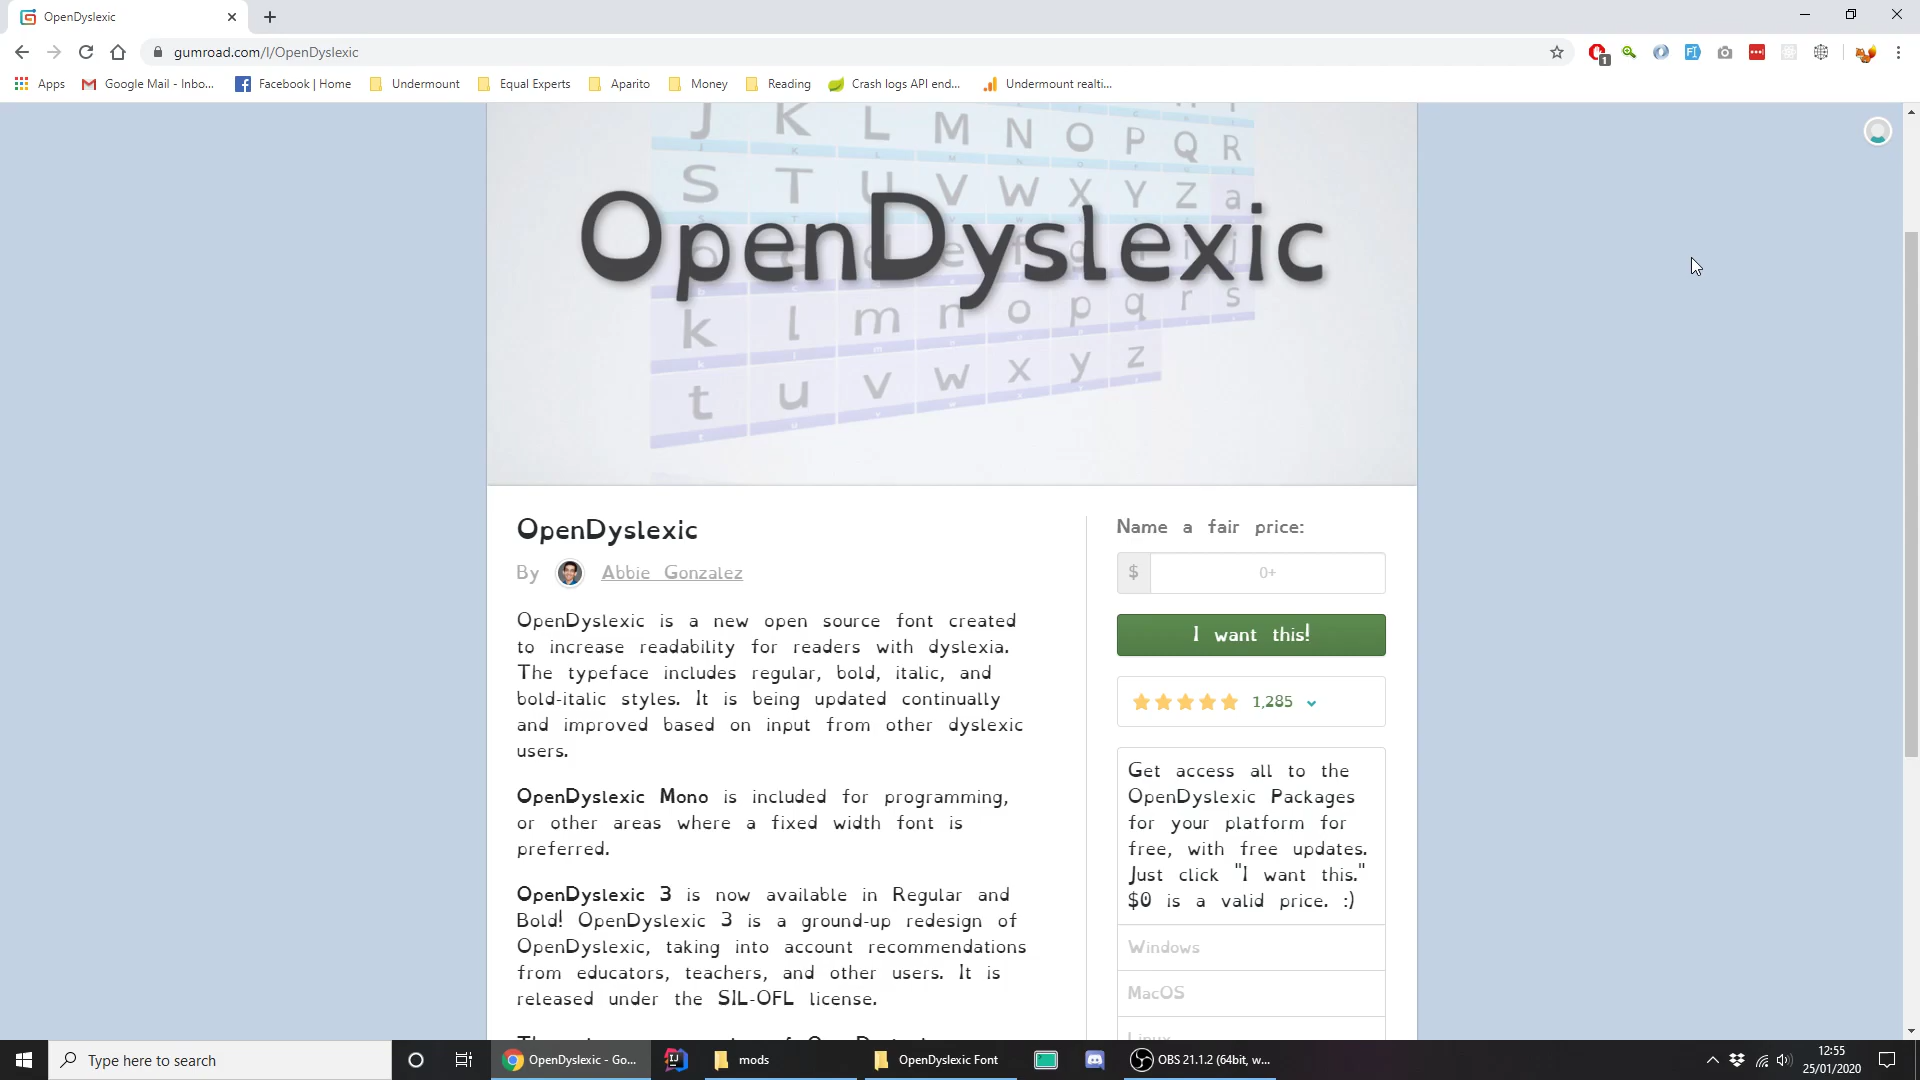 OpenDyslexic
gumroad.com/l/OpenDyslexic
Apps
Google Mail - Inbo...
Facebook | Home
Undermount
Equal Experts
Aparito
Money
Reading
Crash logs API end...
Undermount realti...
1
J K L M N O P Q R
S T U V W X Y Z a
OpenDyslexic
k l m n o p q r s
t u v w x y z
OpenDyslexic
By Abbie Gonzalez
OpenDyslexic is a new open source font created
to increase readability for readers with dyslexia.
The typeface includes regular, bold, italic, and
bold-italic styles. It is being updated continually
and improved based on input from other dyslexic
users.
OpenDyslexic Mono is included for programming,
or other areas where a fixed width font is
preferred.
OpenDyslexic 3 is now available in Regular and
Bold! OpenDyslexic 3 is a ground-up redesign of
OpenDyslexic, taking into account recommendations
from educators, teachers, and other users. It is
released under the SIL-OFL license.
Name a fair price:
$ 0+
I want this!
1,285
Get access all to the
OpenDyslexic Packages
for your platform for
free, with free updates.
Just click "I want this."
$0 is a valid price. :)
Windows
MacOS
Linux
Type here to search
OpenDyslexic - Go...
mods
OpenDyslexic Font
OBS 21.1.2 (64bit, w...
12:55
25/01/2020